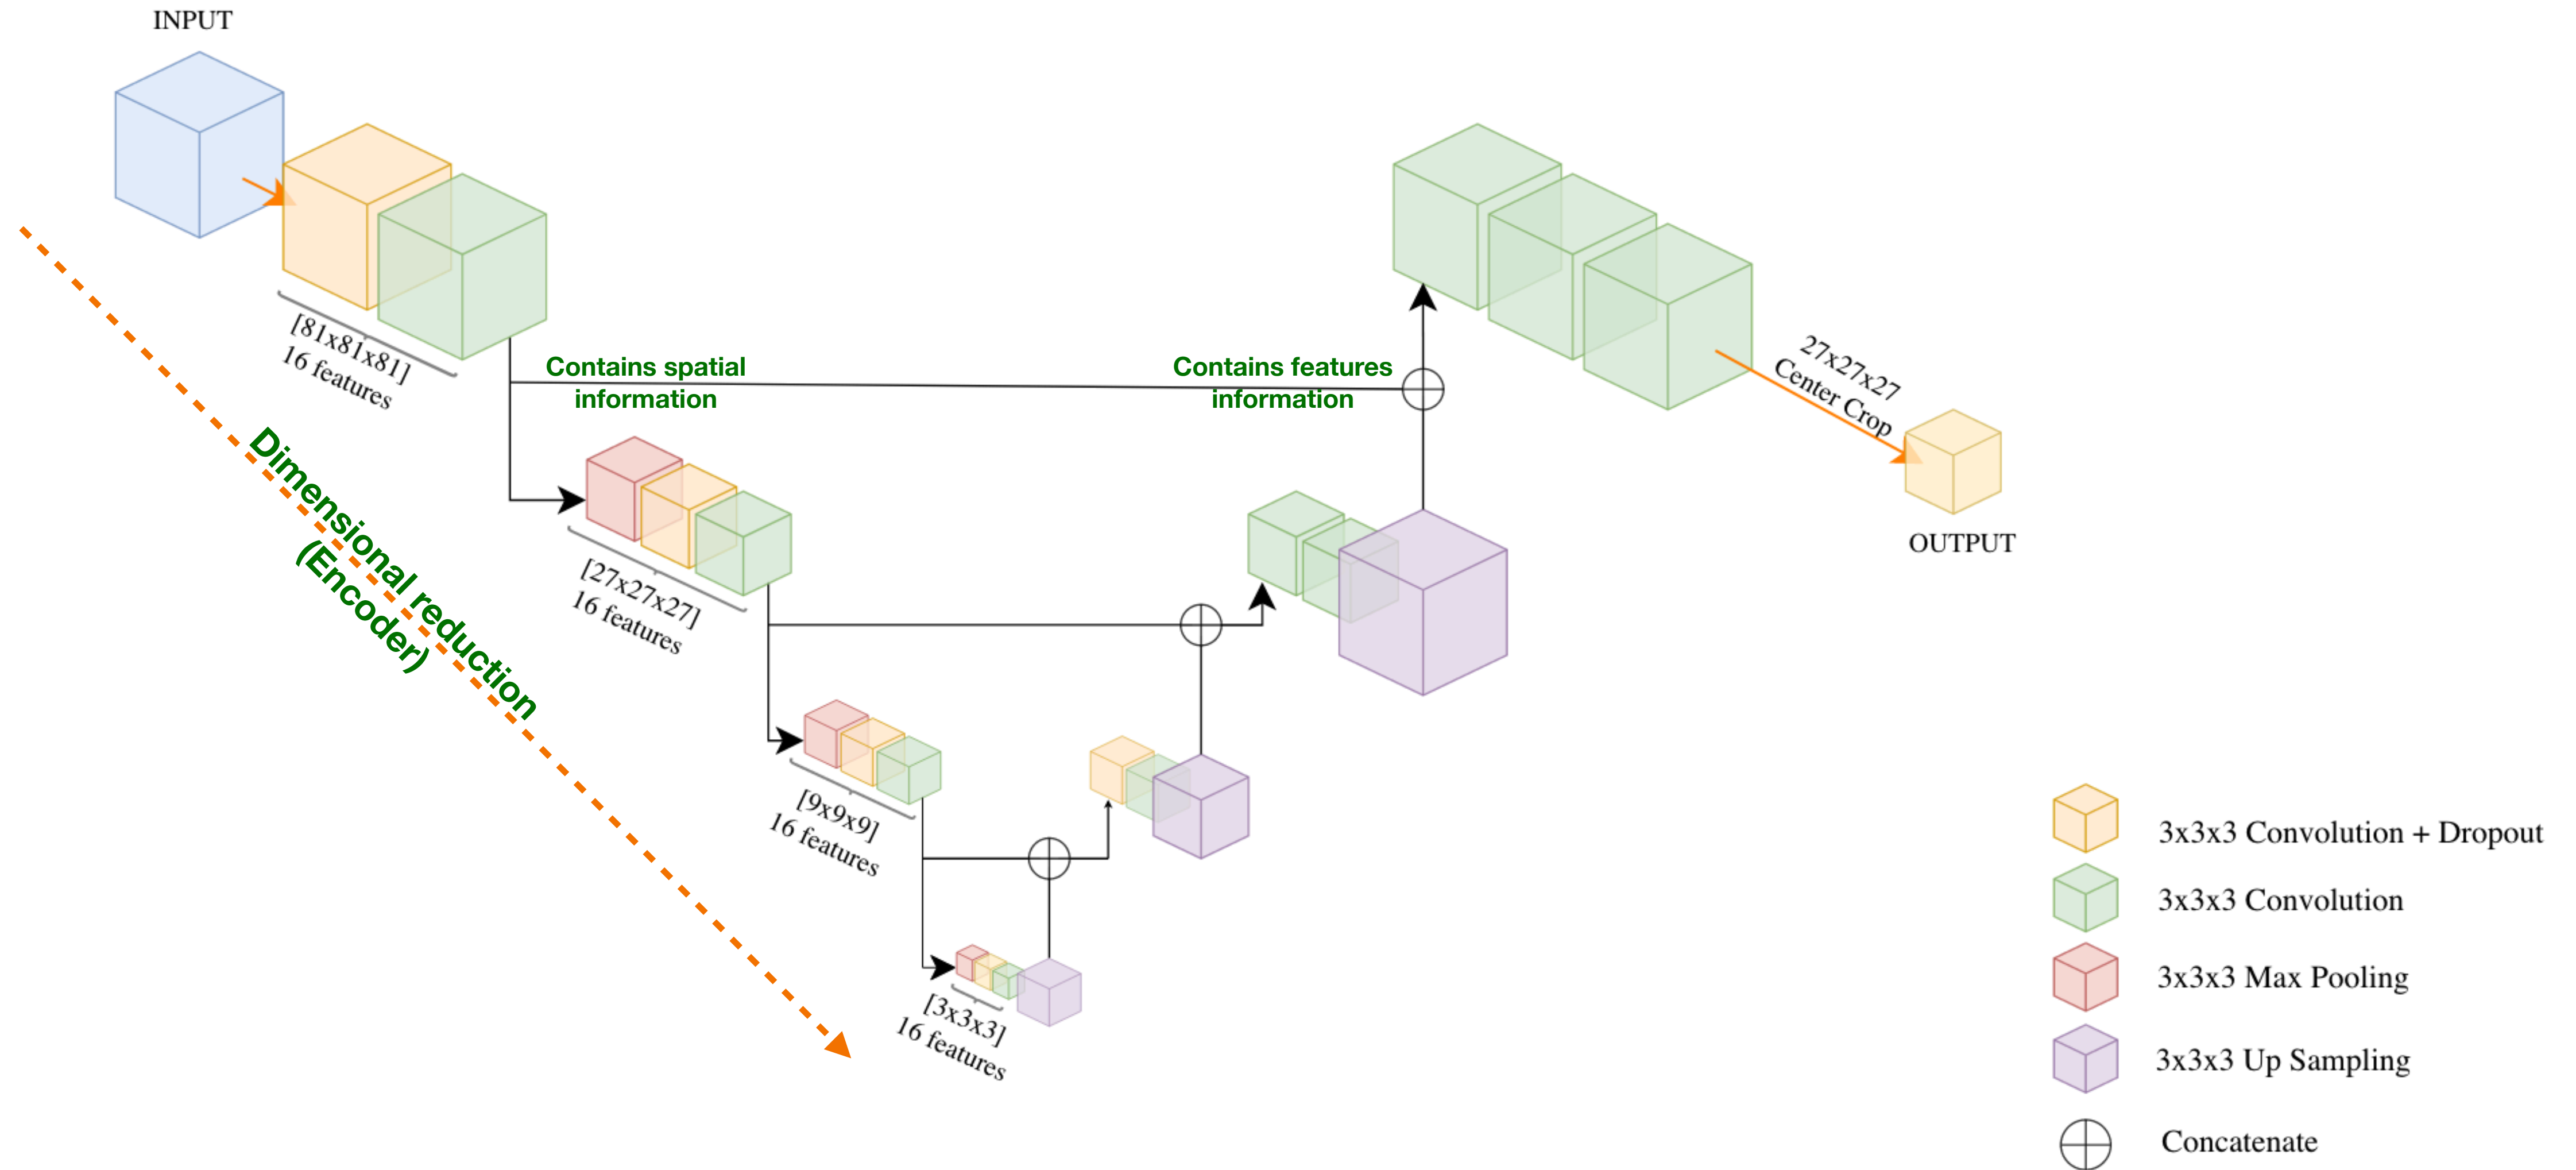 INPUT
[81x81x81]
16 features
Contains spatial
information
Contains features
information
27x27x27
Center Crop
OUTPUT
Dimensional reduction
(Encoder)
[27x27x27]
16 features
[9x9x9]
16 features
[3x3x3]
16 features
3x3x3 Convolution + Dropout
3x3x3 Convolution
3x3x3 Max Pooling
3x3x3 Up Sampling
Concatenate